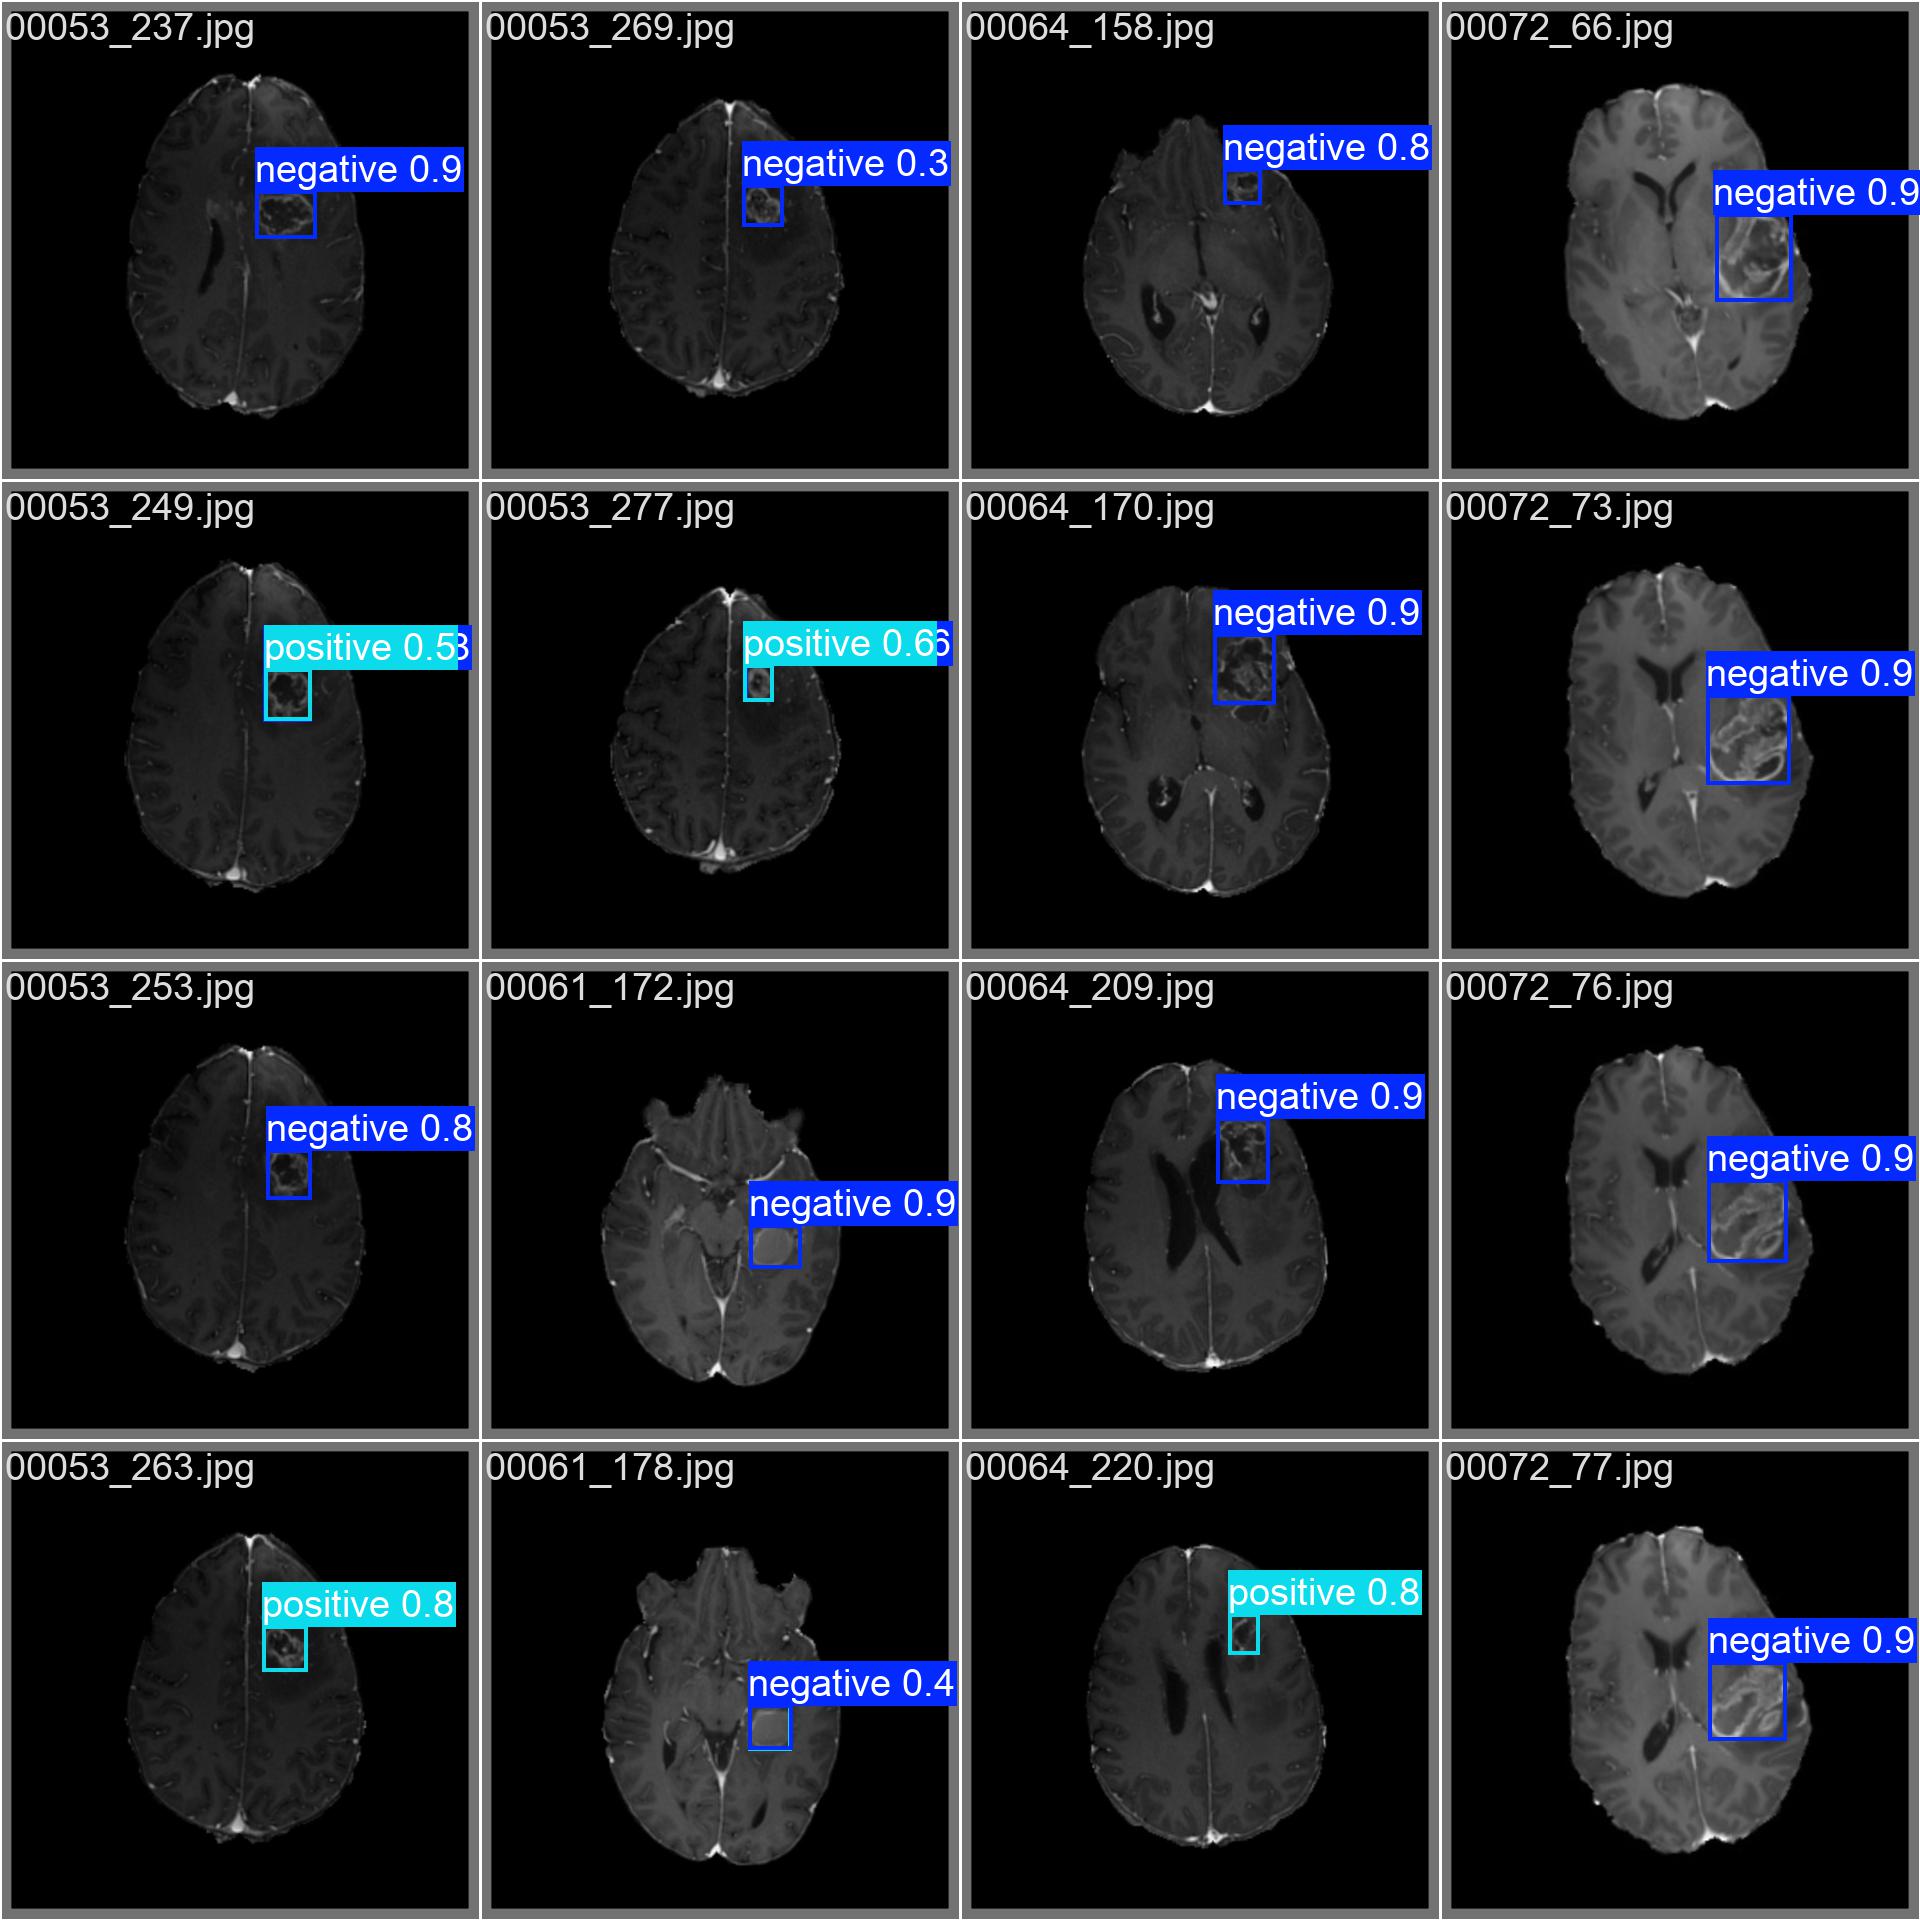 00053_237.jpg
negative 0.9
00053_269.jpg
negative 0.3
00064_158.jpg
negative 0.8
00072_66.jpg
negative 0.9
00053_249.jpg
positive 0.5
3
00053_277.jpg
positive 0.6
6
00064_170.jpg
negative 0.9
00072_73.jpg
negative 0.9
00053_253.jpg
negative 0.8
00061_172.jpg
negative 0.9
00064_209.jpg
negative 0.9
00072_76.jpg
negative 0.9
00053_263.jpg
positive 0.8
00061_178.jpg
negative 0.4
00064_220.jpg
positive 0.8
00072_77.jpg
negative 0.9